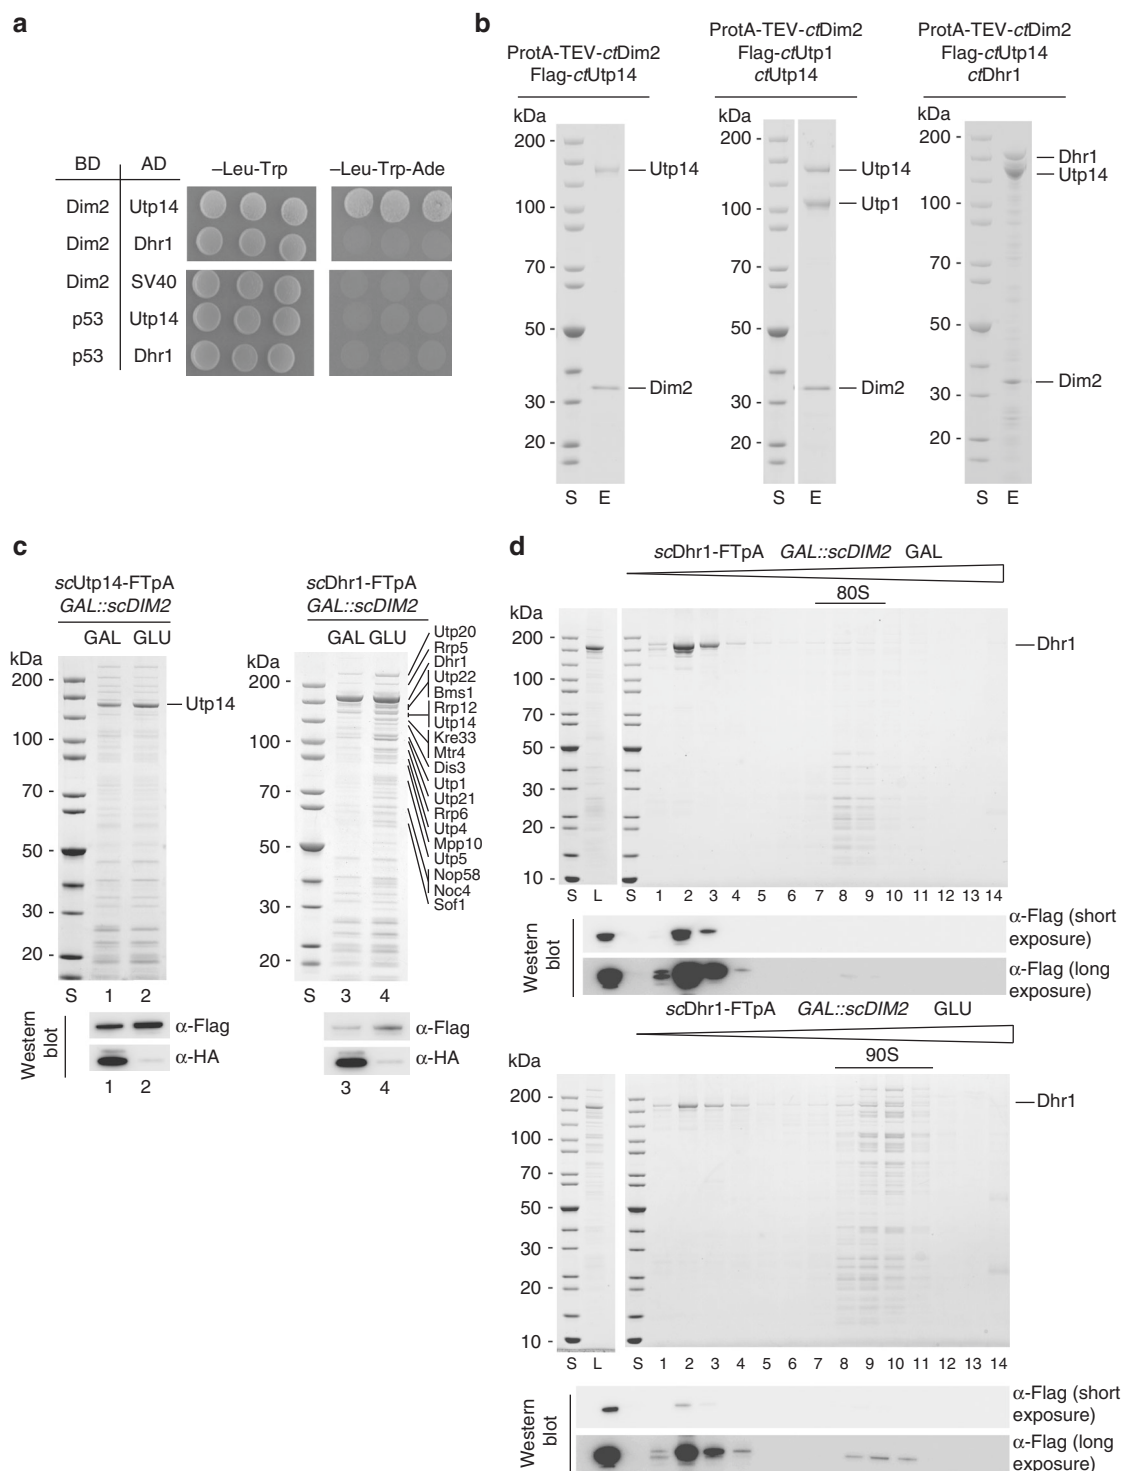 a
BD AD –Leu-Trp –Leu-Trp-Ade
Dim2 Utp14
Dim2 Dhr1
Dim2 SV40
p53 Utp14
p53 Dhr1
b
ProtA-TEV-ctDim2
Flag-ctUtp14
kDa
200 -
100 -
70 -
50 -
30 -
20 -
Utp14
Dim2
S E
ProtA-TEV-ctDim2
Flag-ctUtp1
ctUtp14
kDa
200 -
100 -
70 -
50 -
30 -
20 -
Utp14
Utp1
Dim2
S E
ProtA-TEV-ctDim2
Flag-ctUtp14
ctDhr1
kDa
200 -
100 -
70 -
50 -
30 -
20 -
Dhr1
Utp14
Dim2
S E
c
scUtp14-FTpA
GAL::scDIM2
GAL GLU
kDa
200 -
100 -
70 -
50 -
30 -
20 -
Utp14
S 1 2
Western blot
α-Flag
α-HA
1 2
scDhr1-FTpA
GAL::scDIM2
GAL GLU
kDa
200 -
100 -
70 -
50 -
30 -
20 -
Utp20
Rrp5
Dhr1
Utp22
Bms1
Rrp12
Utp14
Kre33
Mtr4
Dis3
Utp1
Utp21
Rrp6
Utp4
Mpp10
Utp5
Nop58
Noc4
Sof1
S 3 4
α-Flag
α-HA
3 4
d
scDhr1-FTpA GAL::scDIM2 GAL
80S
kDa
200 -
100 -
70 -
50 -
30 -
20 -
10 -
Dhr1
S L S 1 2 3 4 5 6 7 8 9 10 11 12 13 14
Western blot
α-Flag (short
exposure)
α-Flag (long
exposure)
scDhr1-FTpA GAL::scDIM2 GLU
90S
kDa
200 -
100 -
70 -
50 -
30 -
20 -
10 -
Dhr1
S L S 1 2 3 4 5 6 7 8 9 10 11 12 13 14
Western blot
α-Flag (short
exposure)
α-Flag (long
exposure)